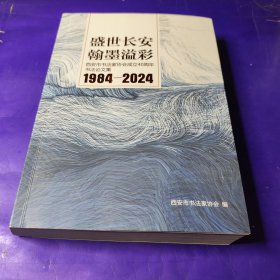 盛世长安
翰墨溢彩
西安市书法家协会成立40周年
书法论文集
1984—2024
西安市书法家协会 编